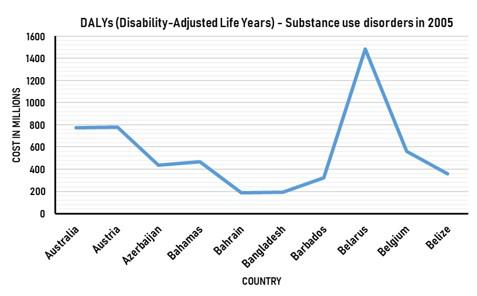 DALYs (Disability-Adjusted Life Years) - Substance use disorders in 2005
1600
1400
1200
1000
800
600
400
200
0
COST IN MILLIONS
Australia
Austria
Azerbaijan
Bahamas
Bahrain
Bangladesh
Barbados
Belarus
Belgium
Belize
COUNTRY